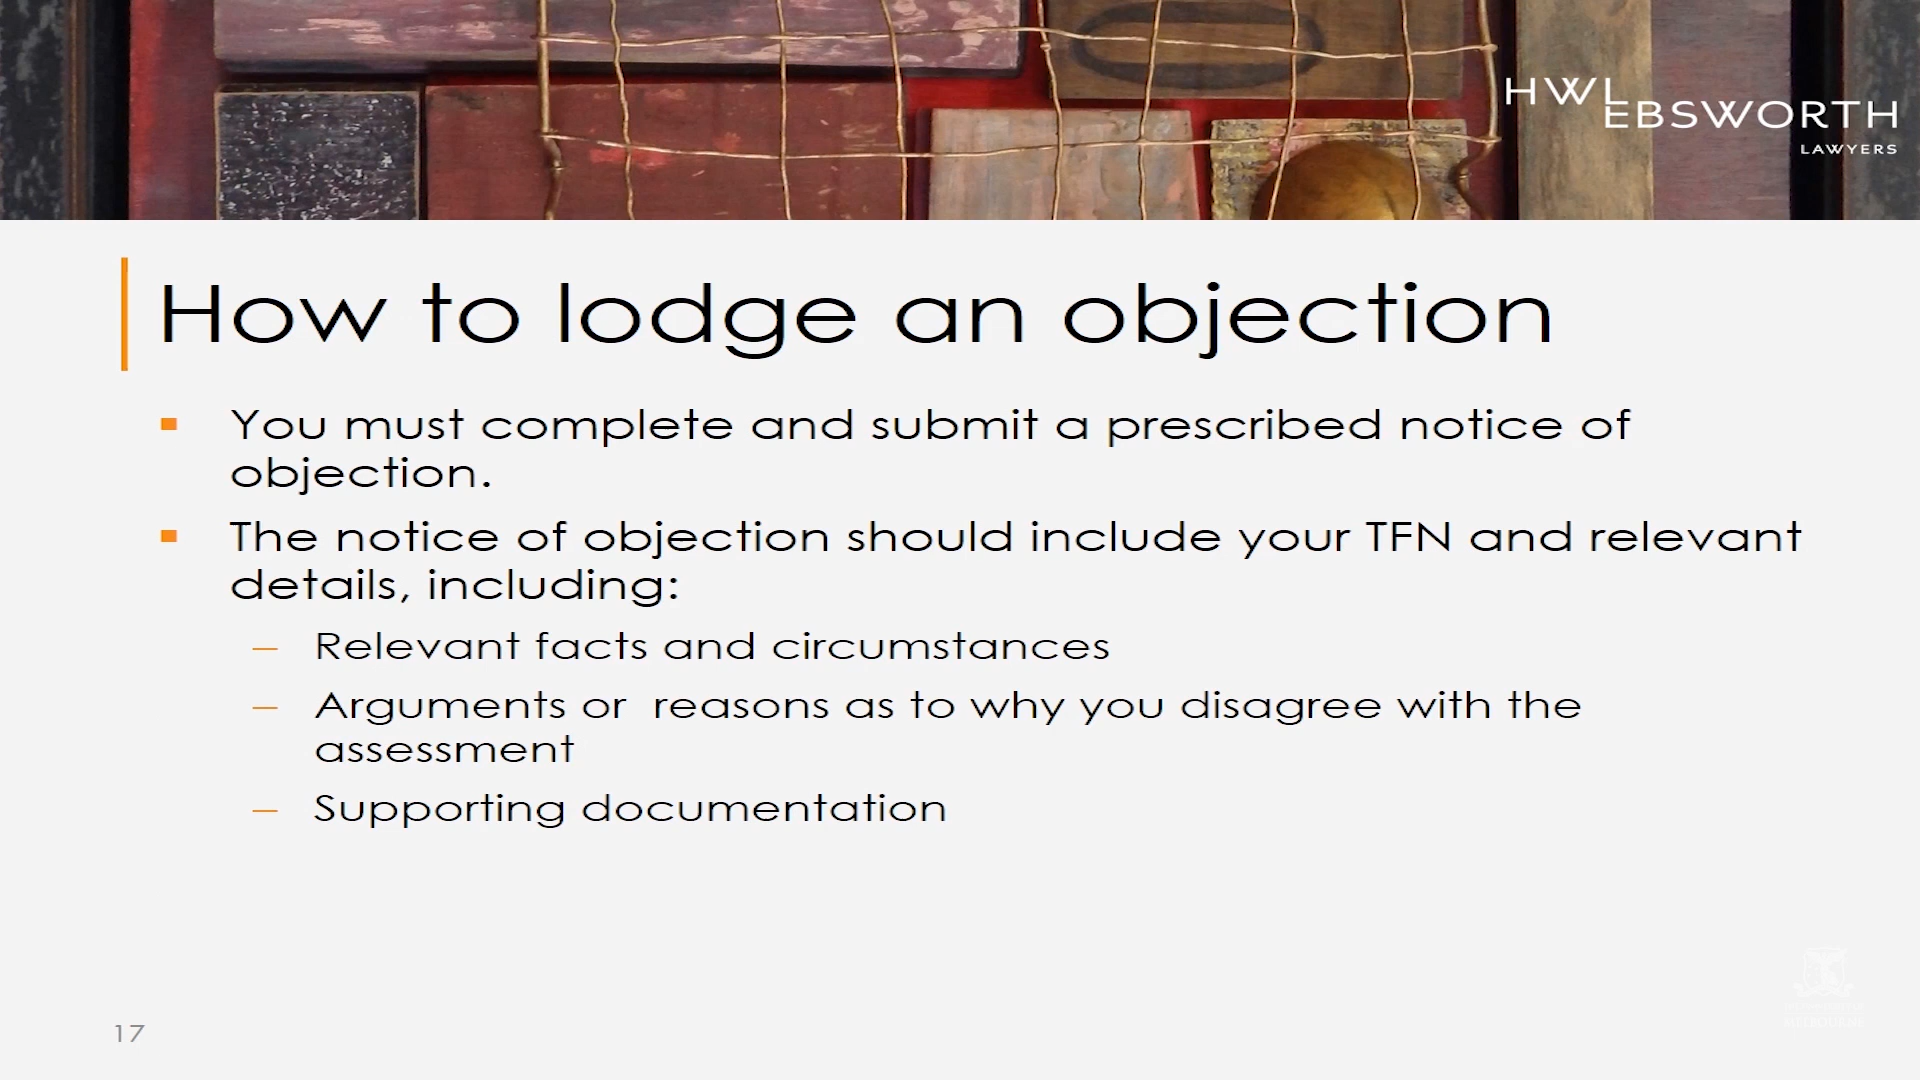 HWL
EBSWORTH
LAWYERS
How to lodge an objection
You must complete and submit a prescribed notice of
objection.
The notice of objection should include your TFN and relevant
details, including:
– Relevant facts and circumstances
– Arguments or  reasons as to why you disagree with the
assessment
– Supporting documentation
MELBOURNE
17